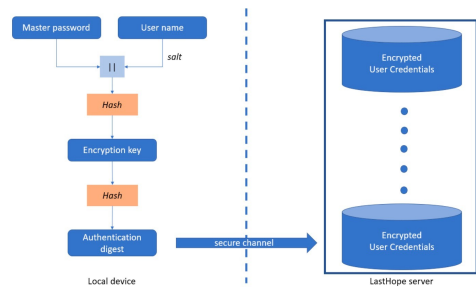 Master password
User name
salt
||
Hash
Encryption key
Hash
Authentication
digest
secure channel
Local device
Encrypted
User Credentials
Encrypted
User Credentials
LastHope server